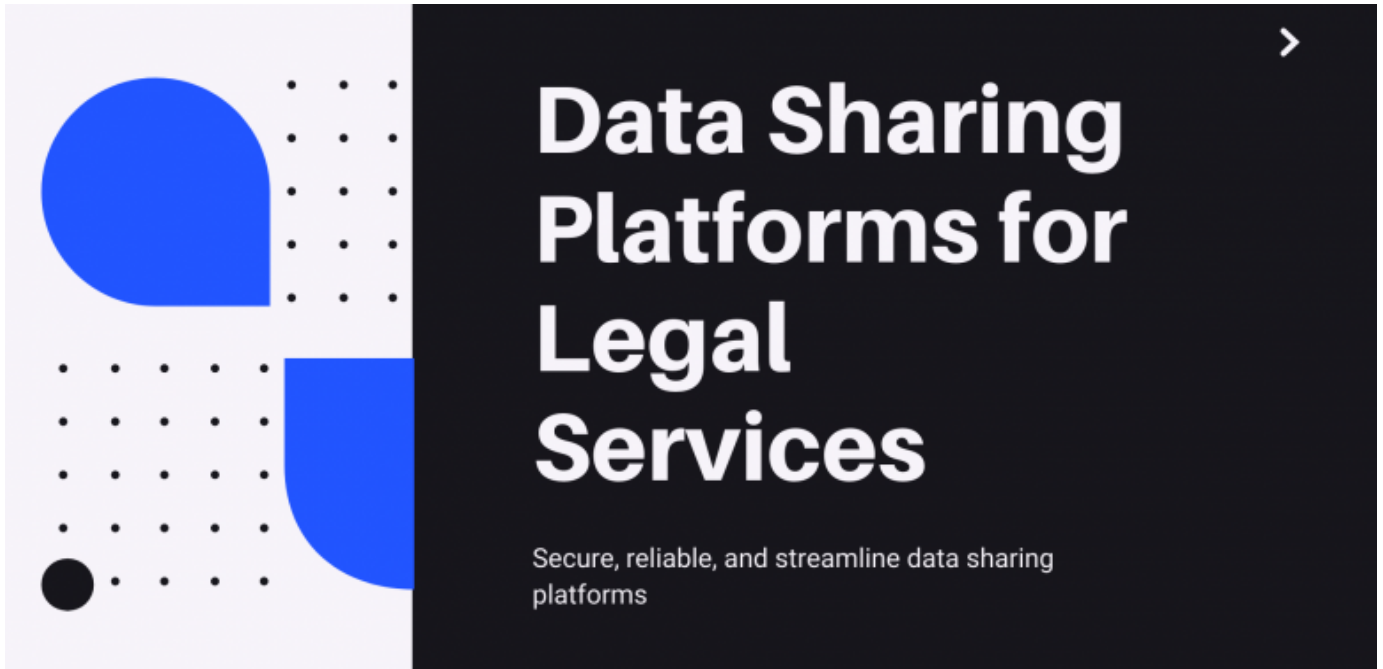 Data Sharing
Platforms for
Legal
Services
Secure, reliable, and streamline data sharing
platforms